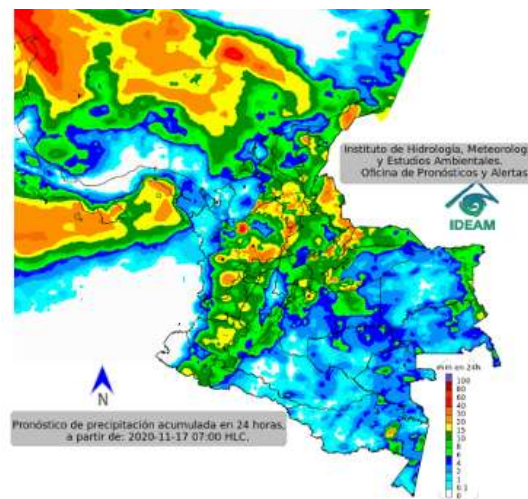 Instituto de Hidrología, Meteorolog
y Estudios Ambientales.
Oficina de Pronósticos y Alertas
IDEAM
N
Pronóstico de precipitación acumulada en 24 horas,
a partir de: 2020-11-17 07:00 HLC.
mm en 24h
100
80
60
50
40
30
20
15
10
8
6
4
2
1
0.1
0